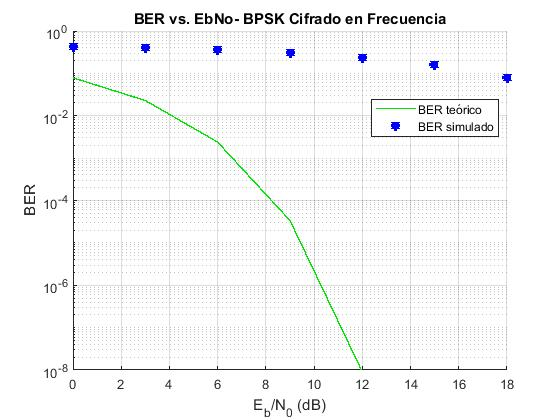 BER vs. EbNo- BPSK Cifrado en Frecuencia
10^0
10^-2
10^-4
10^-6
10^-8
BER
BER teórico
BER simulado
0 2 4 6 8 10 12 14 16 18
E_b/N_0 (dB)